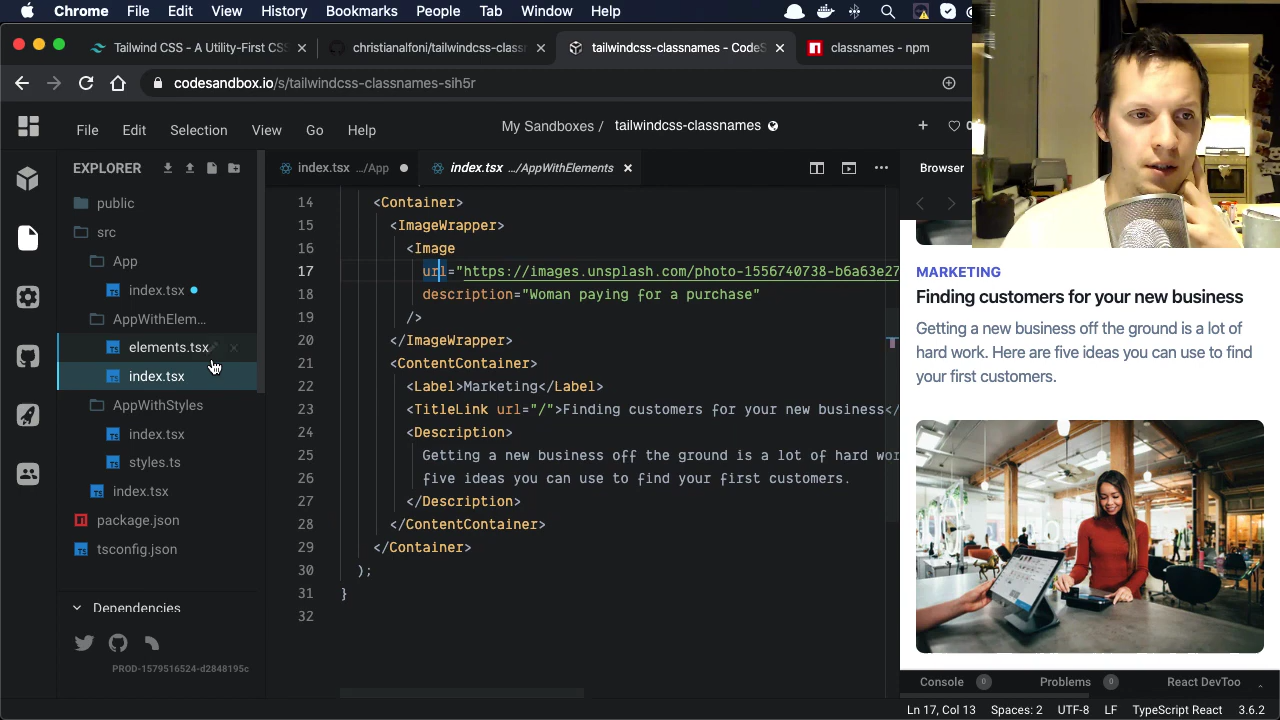 Chrome File Edit View History Bookmarks People Tab Window Help
Tailwind CSS - A Utility-First CS
christianalfoni/tailwindcss-classn
tailwindcss-classnames - CodeS
classnames - npm
codesandbox.io/s/tailwindcss-classnames-sih5r
File Edit Selection View Go Help
My Sandboxes / tailwindcss-classnames
EXPLORER
index.tsx .../App
index.tsx .../AppWithElements
Browser
public
src
App
index.tsx
AppWithElem...
elements.tsx
index.tsx
AppWithStyles
index.tsx
styles.ts
index.tsx
package.json
tsconfig.json
Dependencies
PROD-1579516524-d2848195c
14 <Container>
15 <ImageWrapper>
16 <Image
17 url="https://images.unsplash.com/photo-1556740738-b6a63e27
18 description="Woman paying for a purchase"
19 />
20 </ImageWrapper>
21 <ContentContainer>
22 <Label>Marketing</Label>
23 <TitleLink url="/">Finding customers for your new business</
24 <Description>
25 Getting a new business off the ground is a lot of hard wor
26 five ideas you can use to find your first customers.
27 </Description>
28 </ContentContainer>
29 </Container>
30 );
31 }
32
MARKETING
Finding customers for your new business
Getting a new business off the ground is a lot of
hard work. Here are five ideas you can use to find
your first customers.
Console 0 Problems 0 React DevToo
Ln 17, Col 13 Spaces: 2 UTF-8 LF TypeScript React 3.6.2